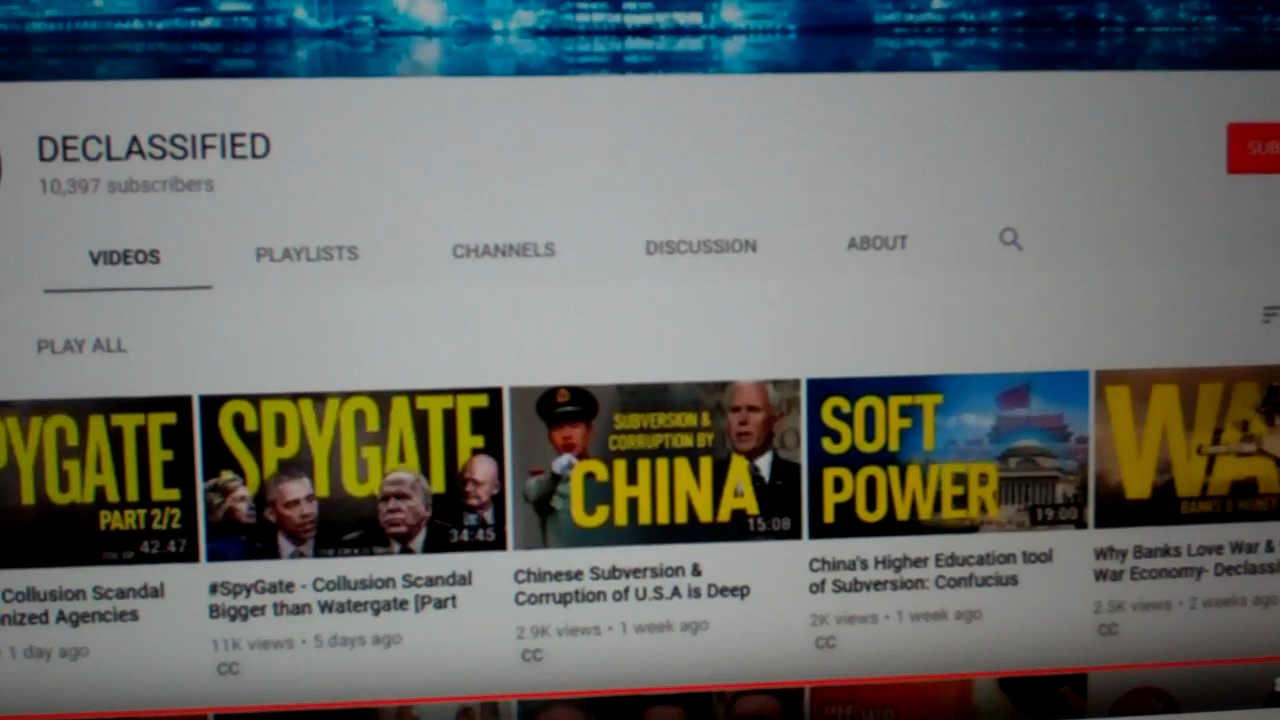 DECLASSIFIED
10,397 subscribers
SUB
VIDEOS PLAYLISTS CHANNELS DISCUSSION ABOUT
PLAY ALL
PYGATE
PART 2/2
42:47
SPYGATE
34:45
SUBVERSION &
CORRUPTION BY
CHINA
15:08
SOFT
POWER
19:00
WA
BANKS & MONEY
Collusion Scandal
nized Agencies
· 1 day ago
#SpyGate - Collusion Scandal
Bigger than Watergate [Part
11K views · 5 days ago
CC
Chinese Subversion &
Corruption of U.S.A is Deep
2.9K views · 1 week ago
CC
China's Higher Education tool
of Subversion: Confucius
2K views · 1 week ago
CC
Why Banks Love War &
War Economy- Declassi
2.5K views · 2 weeks ago
CC